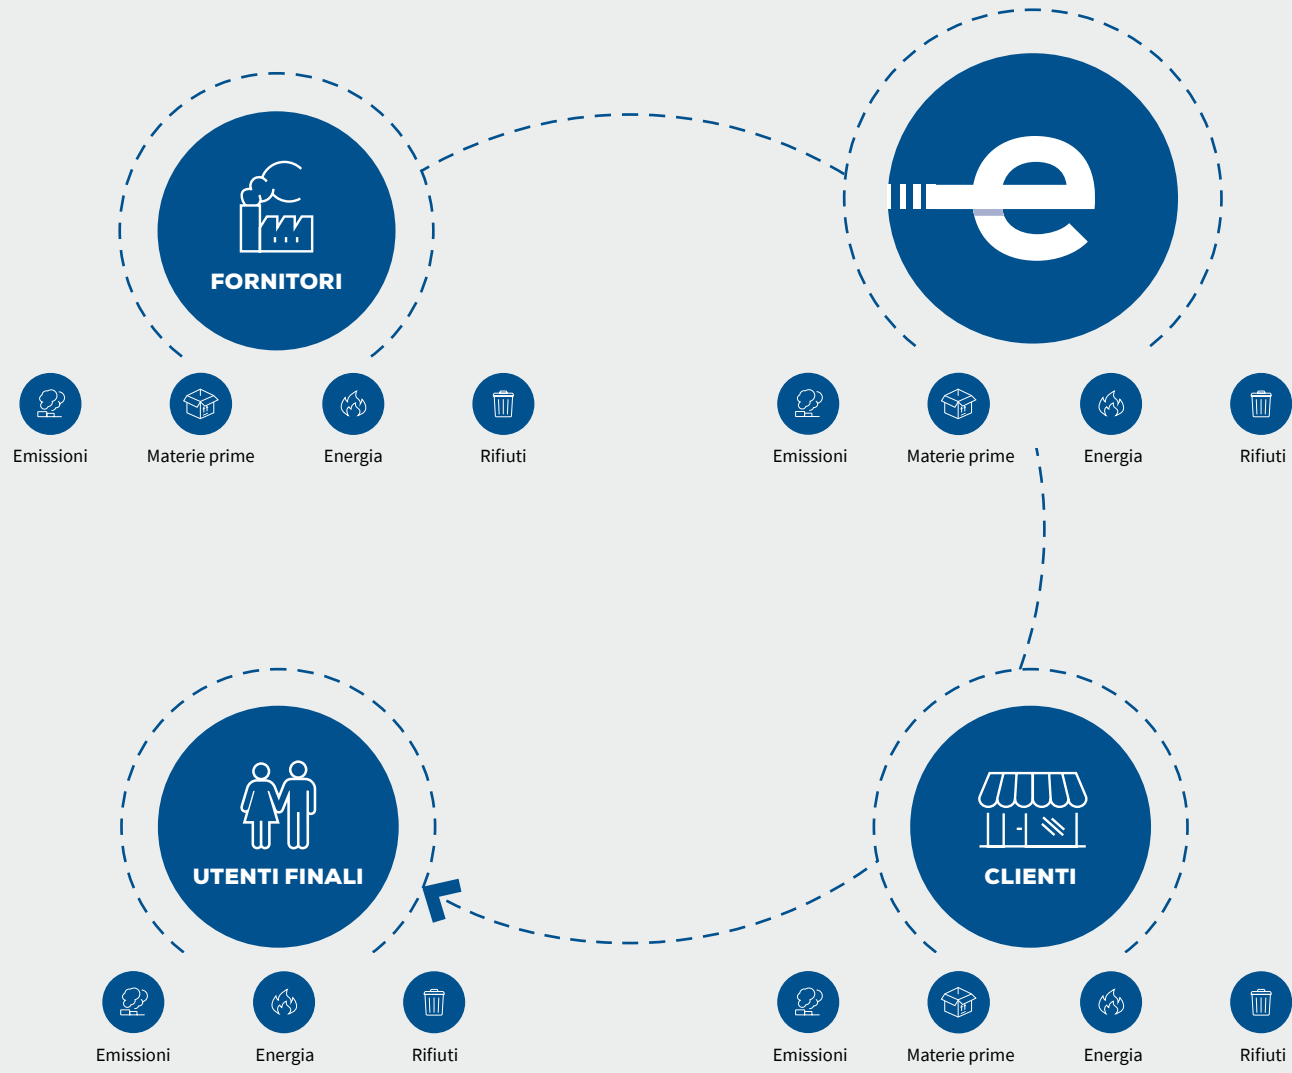 e
FORNITORI
Emissioni
Materie prime
Energia
Rifiuti
Emissioni
Materie prime
Energia
Rifiuti
UTENTI FINALI
CLIENTI
Emissioni
Energia
Rifiuti
Emissioni
Materie prime
Energia
Rifiuti